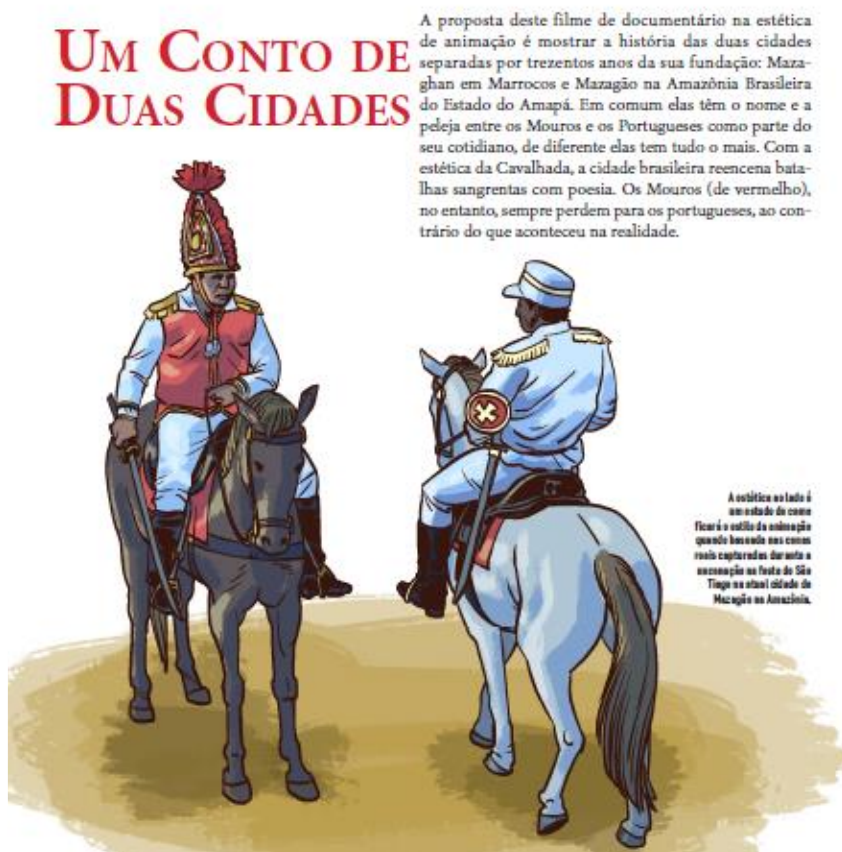 UM CONTO DE
DUAS CIDADES
A proposta deste filme de documentário na estética
de animação é mostrar a história das duas cidades
separadas por trezentos anos da sua fundação: Maza-
ghan em Marrocos e Mazagão na Amazônia Brasileira
do Estado do Amapá. Em comum elas têm o nome e a
peleja entre os Mouros e os Portugueses como parte do
seu cotidiano, de diferente elas tem tudo o mais. Com a
estética da Cavalhada, a cidade brasileira reencena bata-
lhas sangrentas com poesia. Os Mouros (de vermelho),
no entanto, sempre perdem para os portugueses, ao con-
trário do que aconteceu na realidade.
A estética ao lado é
um estudo de como
ficará o estilo da animação
quando baseada nas cenas
reais capturadas durante a
encenação na festa de São
Tiago na atual cidade de
Mazagão na Amazônia.